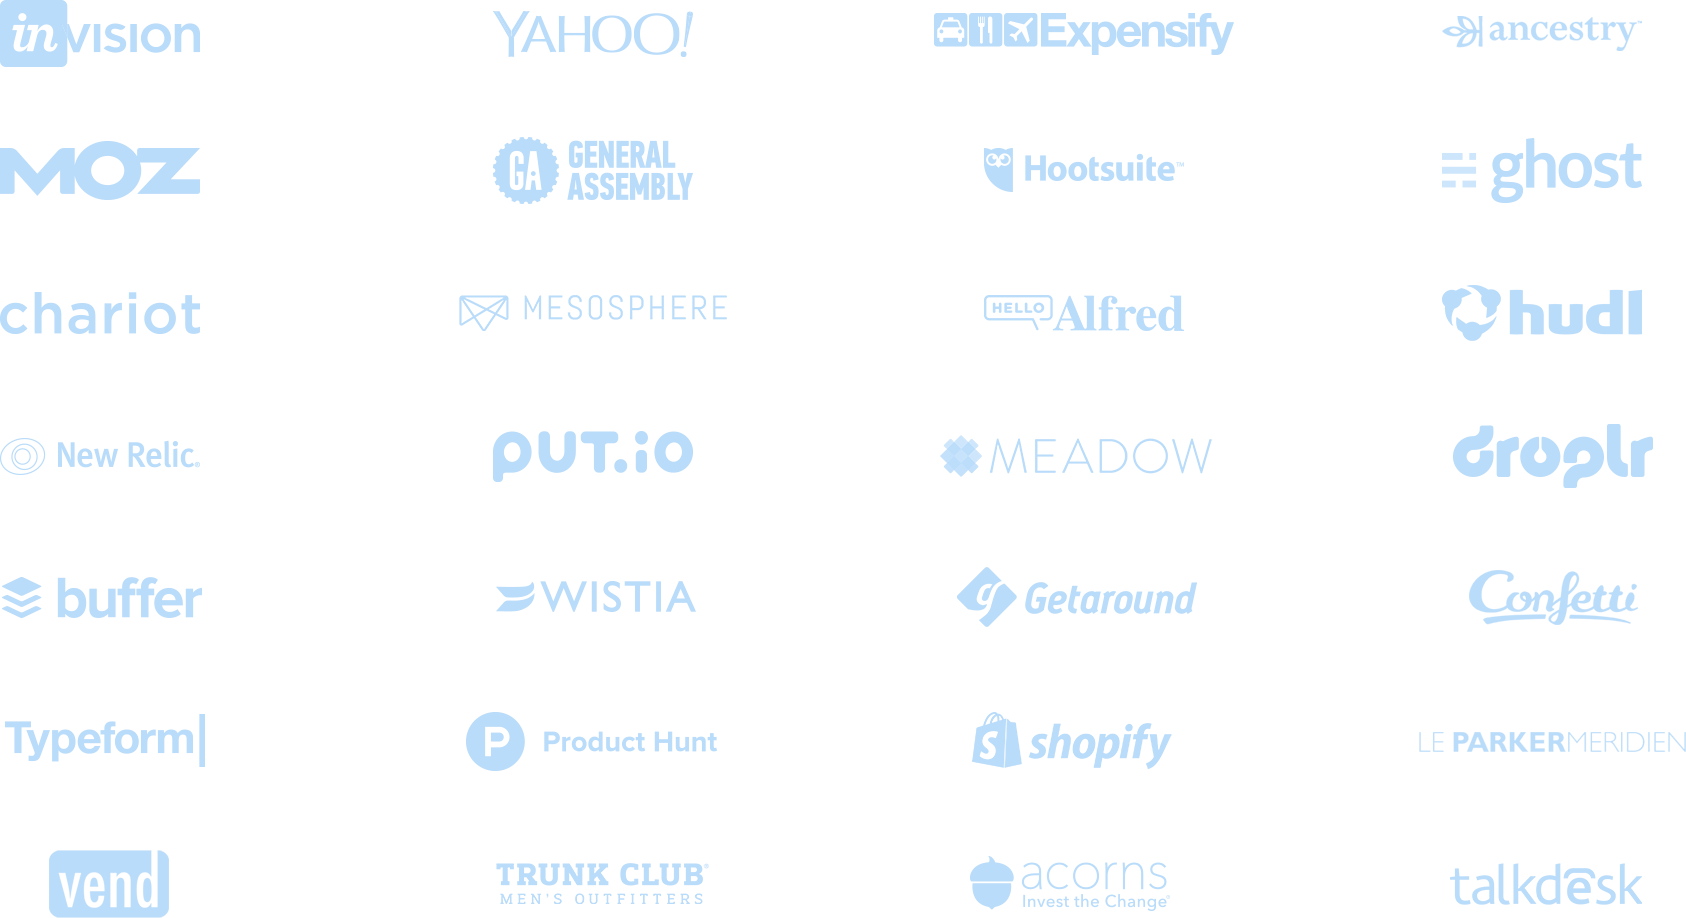 invision
YAHOO!
Expensify
ancestry™
MOZ
GA GENERAL
ASSEMBLY
Hootsuite™
ghost
chariot
MESOSPHERE
HELLO Alfred
hudl
New Relic®
PUT.io
MEADOW
droplr
buffer
WISTIA
Getaround
Confetti
Typeform
P Product Hunt
S shopify
LE PARKERMERIDIEN
vend
TRUNK CLUB®
MEN'S OUTFITTERS
acorns
Invest the Change®
talkdesk